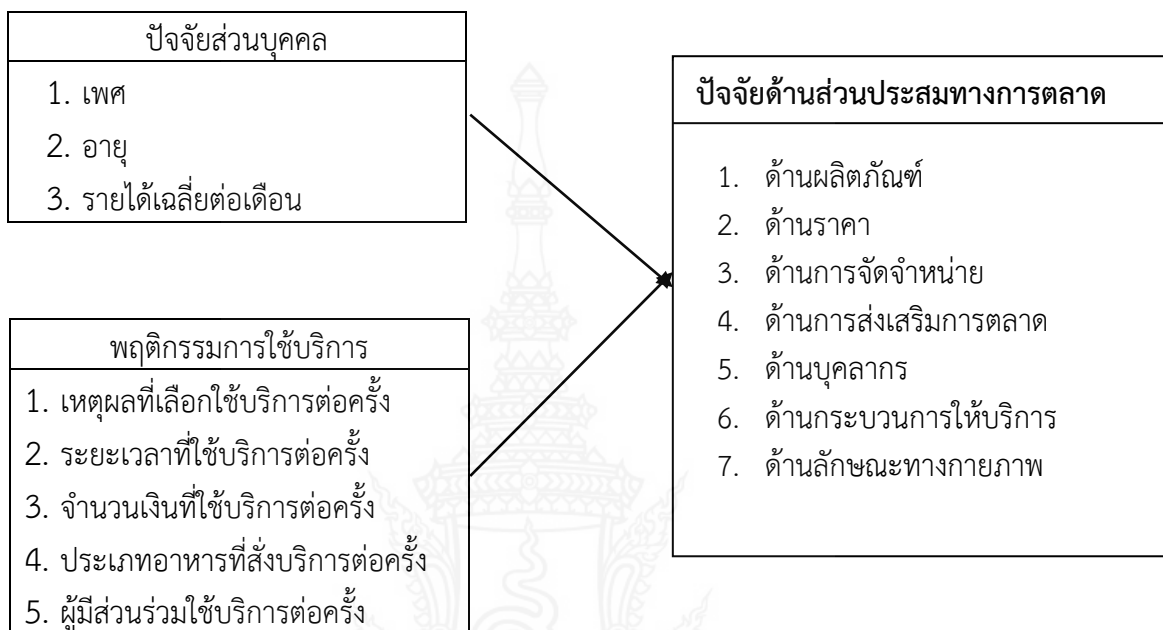 ปัจจัยส่วนบุคคล
1. เพศ
2. อายุ
3. รายได้เฉลี่ยต่อเดือน
พฤติกรรมการใช้บริการ
1. เหตุผลที่เลือกใช้บริการต่อครั้ง
2. ระยะเวลาที่ใช้บริการต่อครั้ง
3. จำนวนเงินที่ใช้บริการต่อครั้ง
4. ประเภทอาหารที่สั่งบริการต่อครั้ง
5. ผู้มีส่วนร่วมใช้บริการต่อครั้ง
ปัจจัยด้านส่วนประสมทางการตลาด
1. ด้านผลิตภัณฑ์
2. ด้านราคา
3. ด้านการจัดจำหน่าย
4. ด้านการส่งเสริมการตลาด
5. ด้านบุคลากร
6. ด้านกระบวนการให้บริการ
7. ด้านลักษณะทางกายภาพ